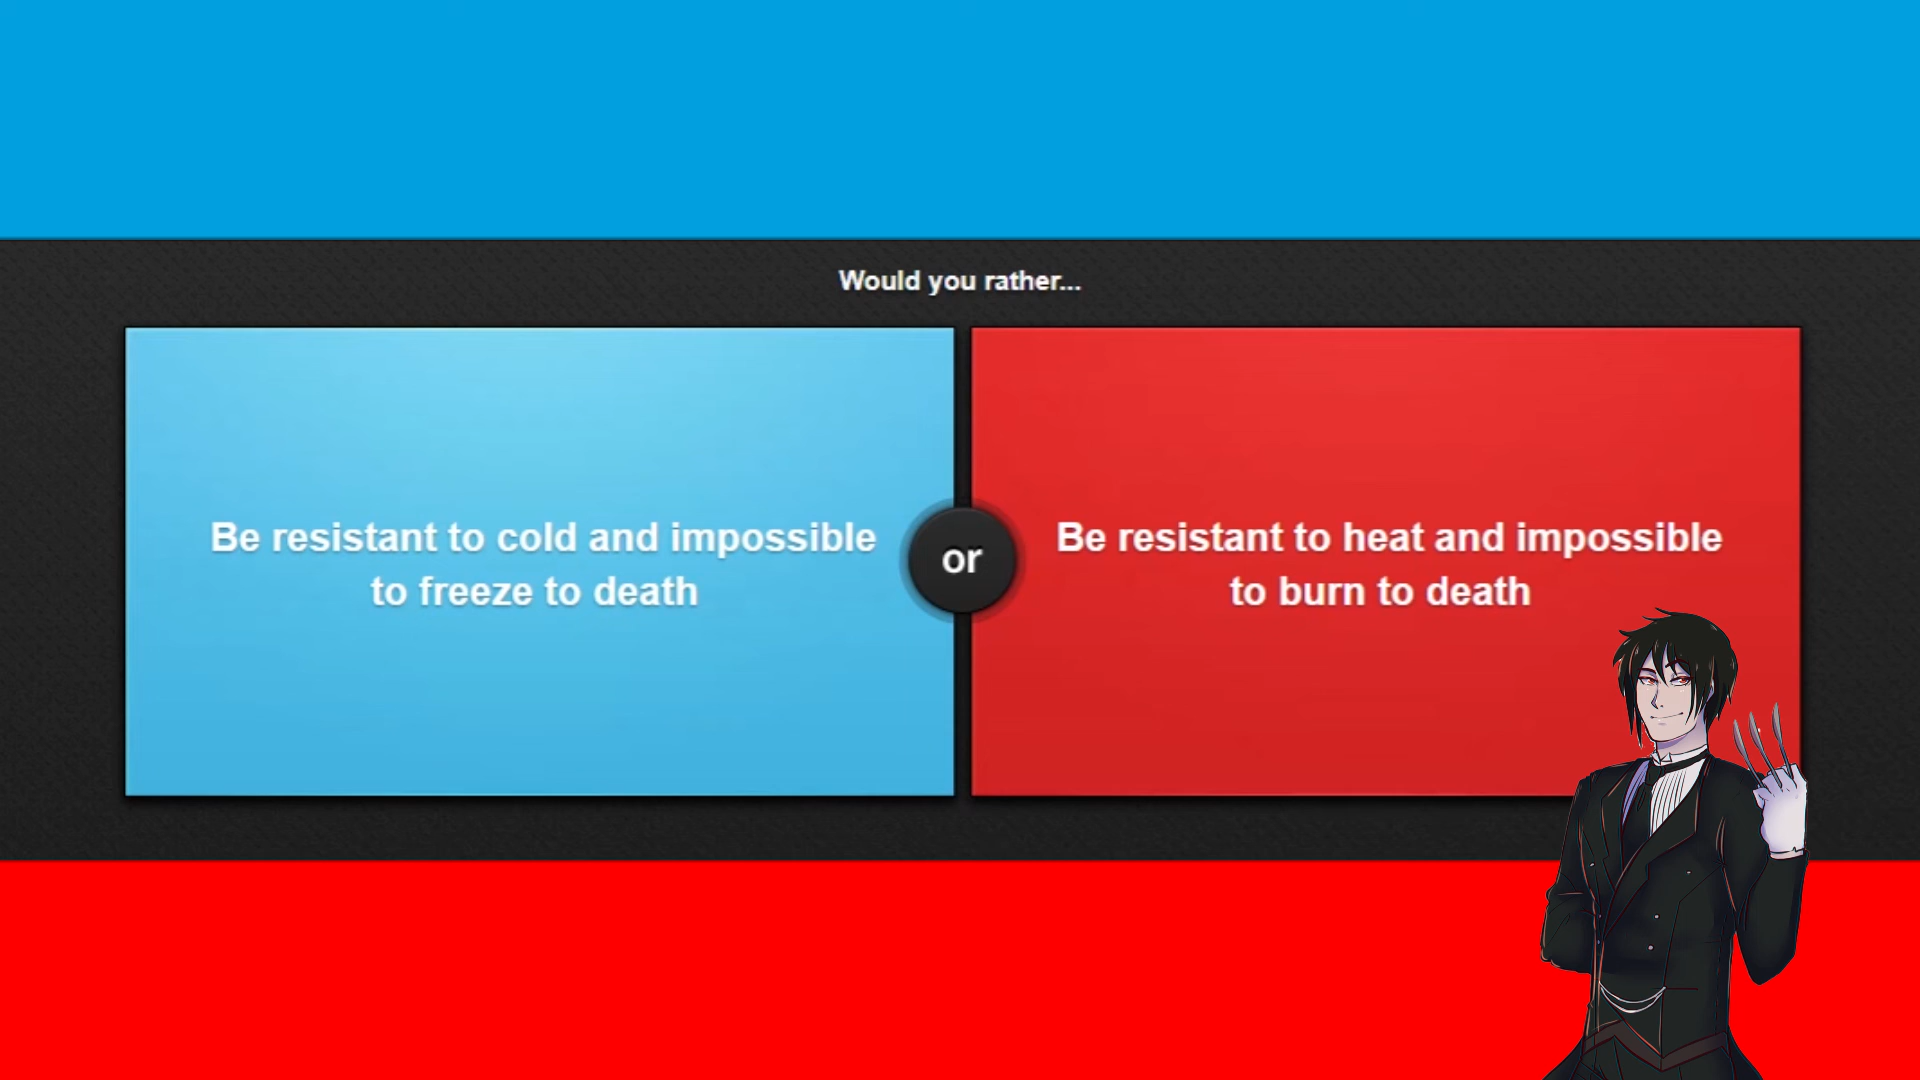 Would you rather...
Be resistant to cold and impossible
to freeze to death
or
Be resistant to heat and impossible
to burn to death